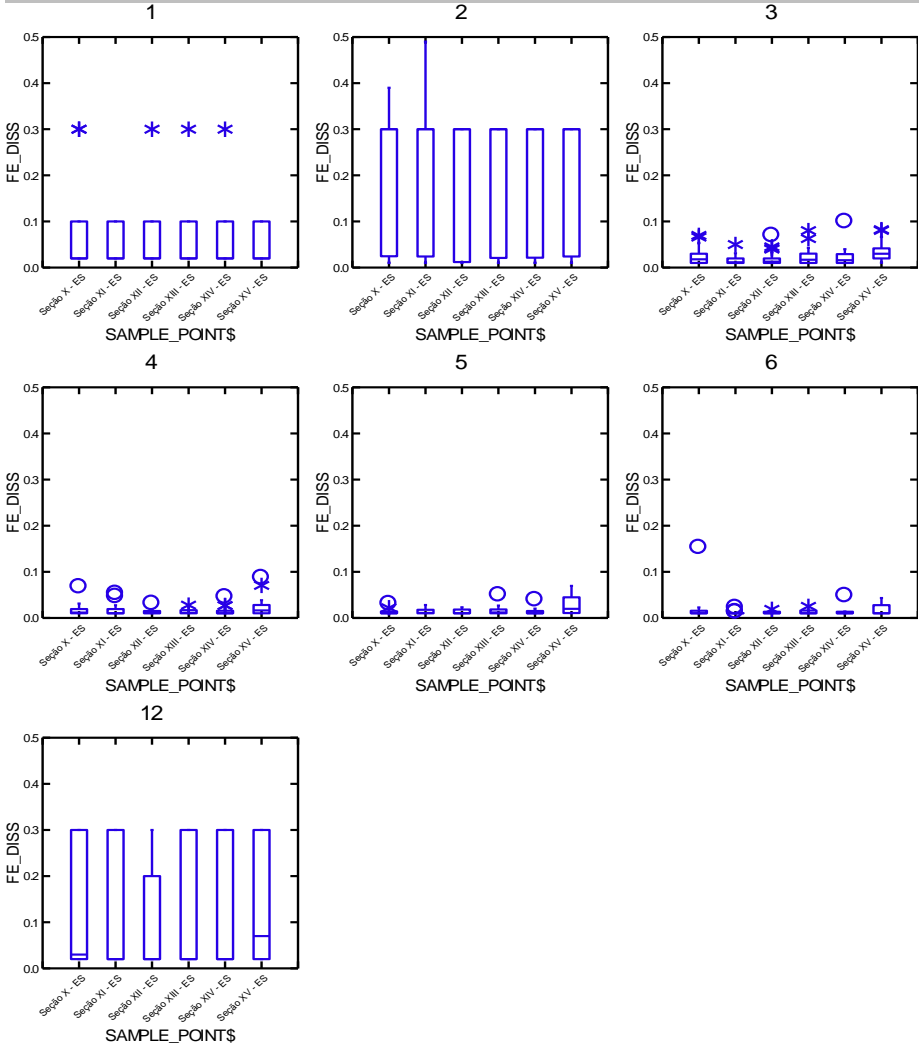 1
FE_DISS
0.5
0.4
0.3
0.2
0.1
0.0
Seção X - ES
Seção XI - ES
Seção XII - ES
Seção XIII - ES
Seção XIV - ES
Seção XV - ES
SAMPLE_POINT$
2
FE_DISS
0.5
0.4
0.3
0.2
0.1
0.0
Seção X - ES
Seção XI - ES
Seção XII - ES
Seção XIII - ES
Seção XIV - ES
Seção XV - ES
SAMPLE_POINT$
3
FE_DISS
0.5
0.4
0.3
0.2
0.1
0.0
Seção X - ES
Seção XI - ES
Seção XII - ES
Seção XIII - ES
Seção XIV - ES
Seção XV - ES
SAMPLE_POINT$
4
FE_DISS
0.5
0.4
0.3
0.2
0.1
0.0
Seção X - ES
Seção XI - ES
Seção XII - ES
Seção XIII - ES
Seção XIV - ES
Seção XV - ES
SAMPLE_POINT$
5
FE_DISS
0.5
0.4
0.3
0.2
0.1
0.0
Seção X - ES
Seção XI - ES
Seção XII - ES
Seção XIII - ES
Seção XIV - ES
Seção XV - ES
SAMPLE_POINT$
6
FE_DISS
0.5
0.4
0.3
0.2
0.1
0.0
Seção X - ES
Seção XI - ES
Seção XII - ES
Seção XIII - ES
Seção XIV - ES
Seção XV - ES
SAMPLE_POINT$
12
FE_DISS
0.5
0.4
0.3
0.2
0.1
0.0
Seção X - ES
Seção XI - ES
Seção XII - ES
Seção XIII - ES
Seção XIV - ES
Seção XV - ES
SAMPLE_POINT$